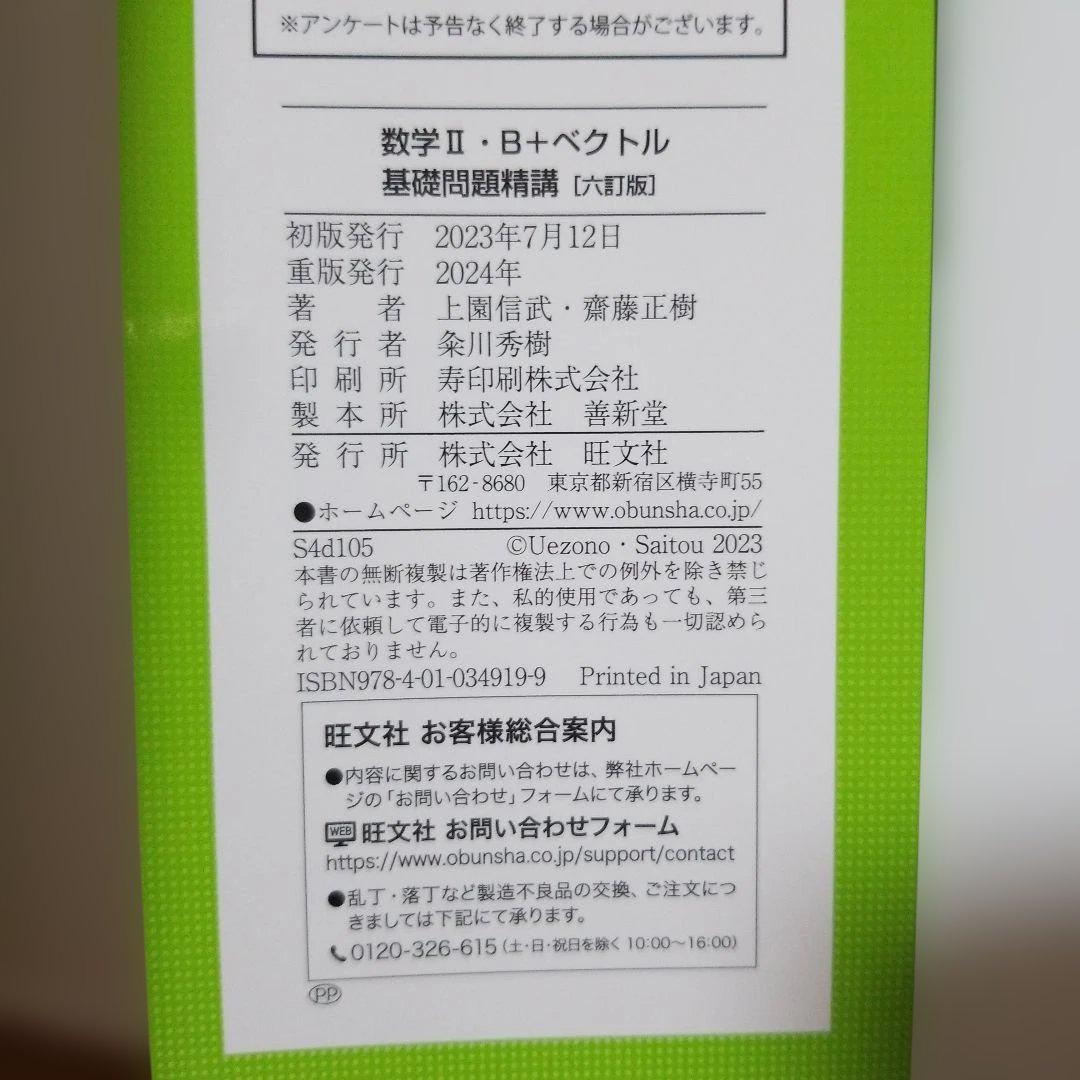 ※アンケートは予告なく終了する場合がございます。
数学Ⅱ・B+ベクトル
基礎問題精講［六訂版］
初版発行　2023年7月12日
重版発行　2024年
著　者　上園信武・齋藤正樹
発行者　粂川秀樹
印刷所　寿印刷株式会社
製本所　株式会社　善新堂
発行所　株式会社　旺文社
〒162-8680　東京都新宿区横寺町55
●ホームページ https://www.obunsha.co.jp/
S4d105　©Uezono・Saitou 2023
本書の無断複製は著作権法上での例外を除き禁じ
られています。また、私的使用であっても、第三
者に依頼して電子的に複製する行為も一切認めら
れておりません。
ISBN978-4-01-034919-9　Printed in Japan
旺文社 お客様総合案内
●内容に関するお問い合わせは、弊社ホームペー
ジの「お問い合わせ」フォームにて承ります。
WEB 旺文社 お問い合わせフォーム
https://www.obunsha.co.jp/support/contact
●乱丁・落丁など製造不良品の交換、ご注文につ
きましては下記にて承ります。
0120-326-615（土・日・祝日を除く 10:00～16:00）
PP